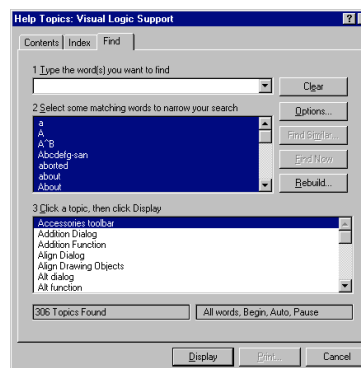 Help Topics: Visual Logic Support
Contents Index Find
1 Type the word(s) you want to find
Clear
2 Select some matching words to narrow your search
Options...
a
A
A^B
Find Similar...
Abcdefg-san
aborted
Find Now
about
About
Rebuild...
3 Click a topic, then click Display
Accessories toolbar
Addition Dialog
Addition Function
Align Dialog
Align Drawing Objects
Alt dialog
Alt function
306 Topics Found
All words, Begin, Auto, Pause
Display Print... Cancel